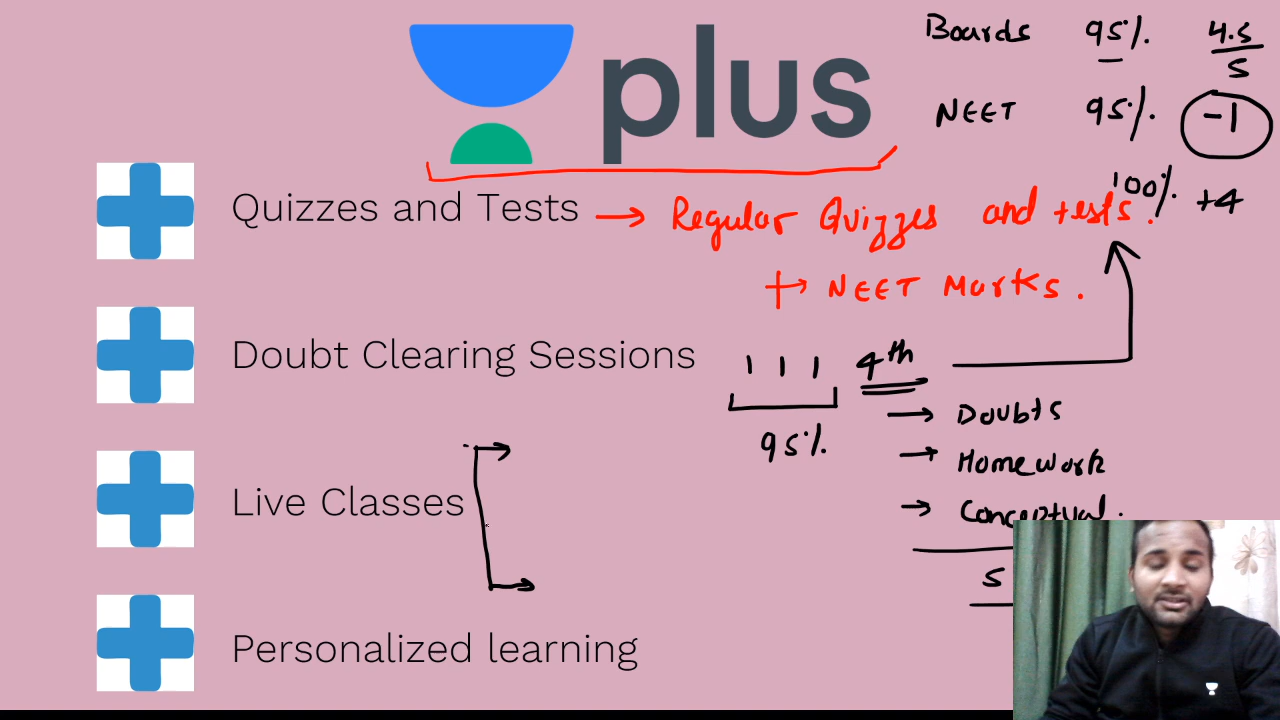 plus
Boards 95% 4.5/5
NEET 95% -1
100% +4
Quizzes and Tests → Regular Quizzes and tests.
→ NEET Marks.
Doubt Clearing Sessions
1 1 1 4th
95%
→ Doubts
→ Homework
→ Conceptual.
5
Live Classes
Personalized learning